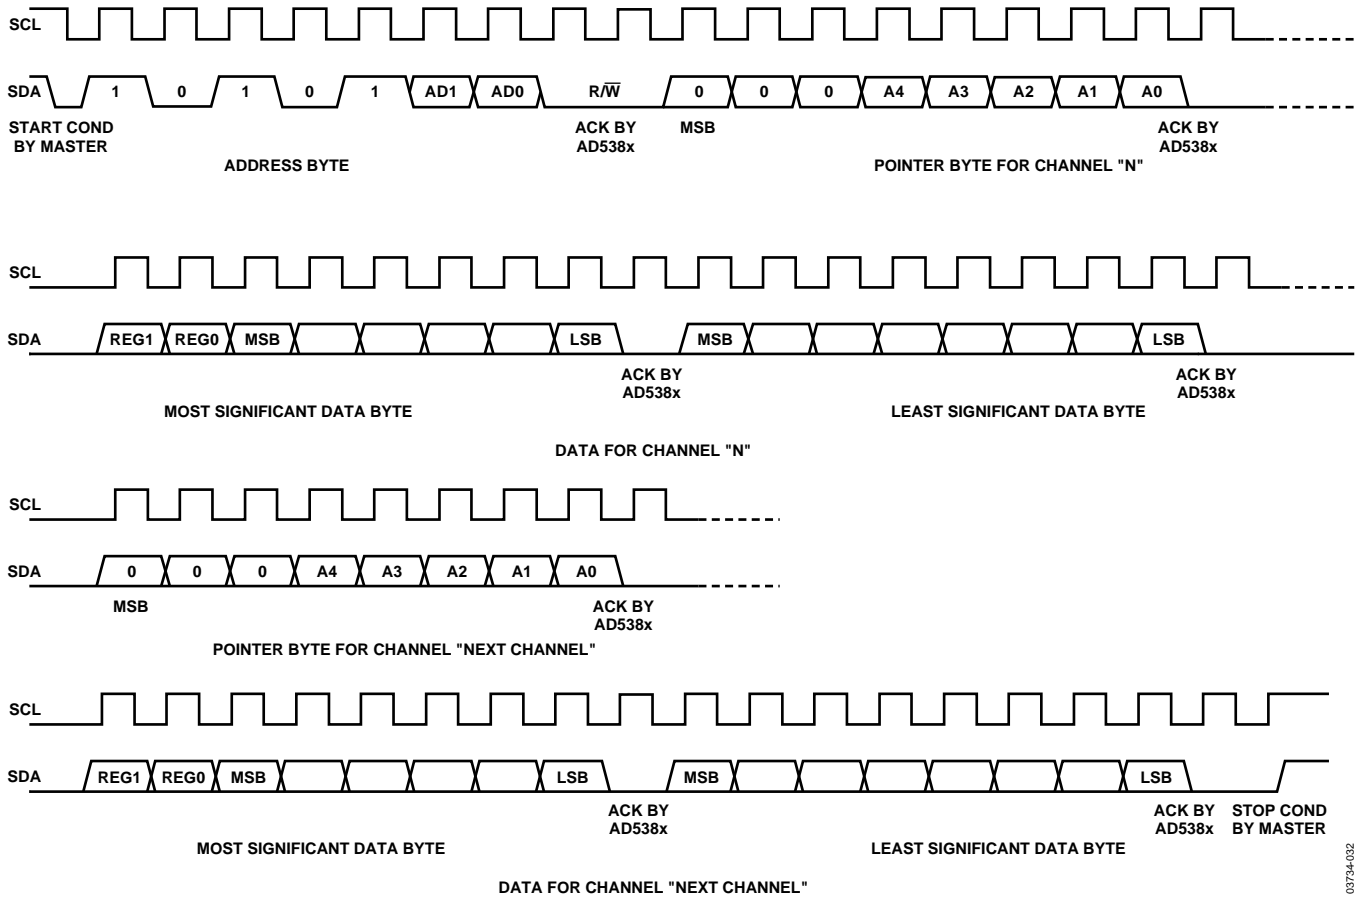 SCL
SDA 1 0 1 0 1 AD1 AD0 R/W̅ 0 0 0 A4 A3 A2 A1 A0
START COND BY MASTER
ACK BY AD538x
MSB
ACK BY AD538x
ADDRESS BYTE
POINTER BYTE FOR CHANNEL "N"
SCL
SDA REG1 REG0 MSB LSB MSB LSB
ACK BY AD538x
ACK BY AD538x
MOST SIGNIFICANT DATA BYTE
LEAST SIGNIFICANT DATA BYTE
DATA FOR CHANNEL "N"
SCL
SDA 0 0 0 A4 A3 A2 A1 A0
MSB
ACK BY AD538x
POINTER BYTE FOR CHANNEL "NEXT CHANNEL"
SCL
SDA REG1 REG0 MSB LSB MSB LSB
ACK BY AD538x
ACK BY AD538x
STOP COND BY MASTER
MOST SIGNIFICANT DATA BYTE
LEAST SIGNIFICANT DATA BYTE
DATA FOR CHANNEL "NEXT CHANNEL"
03734-032